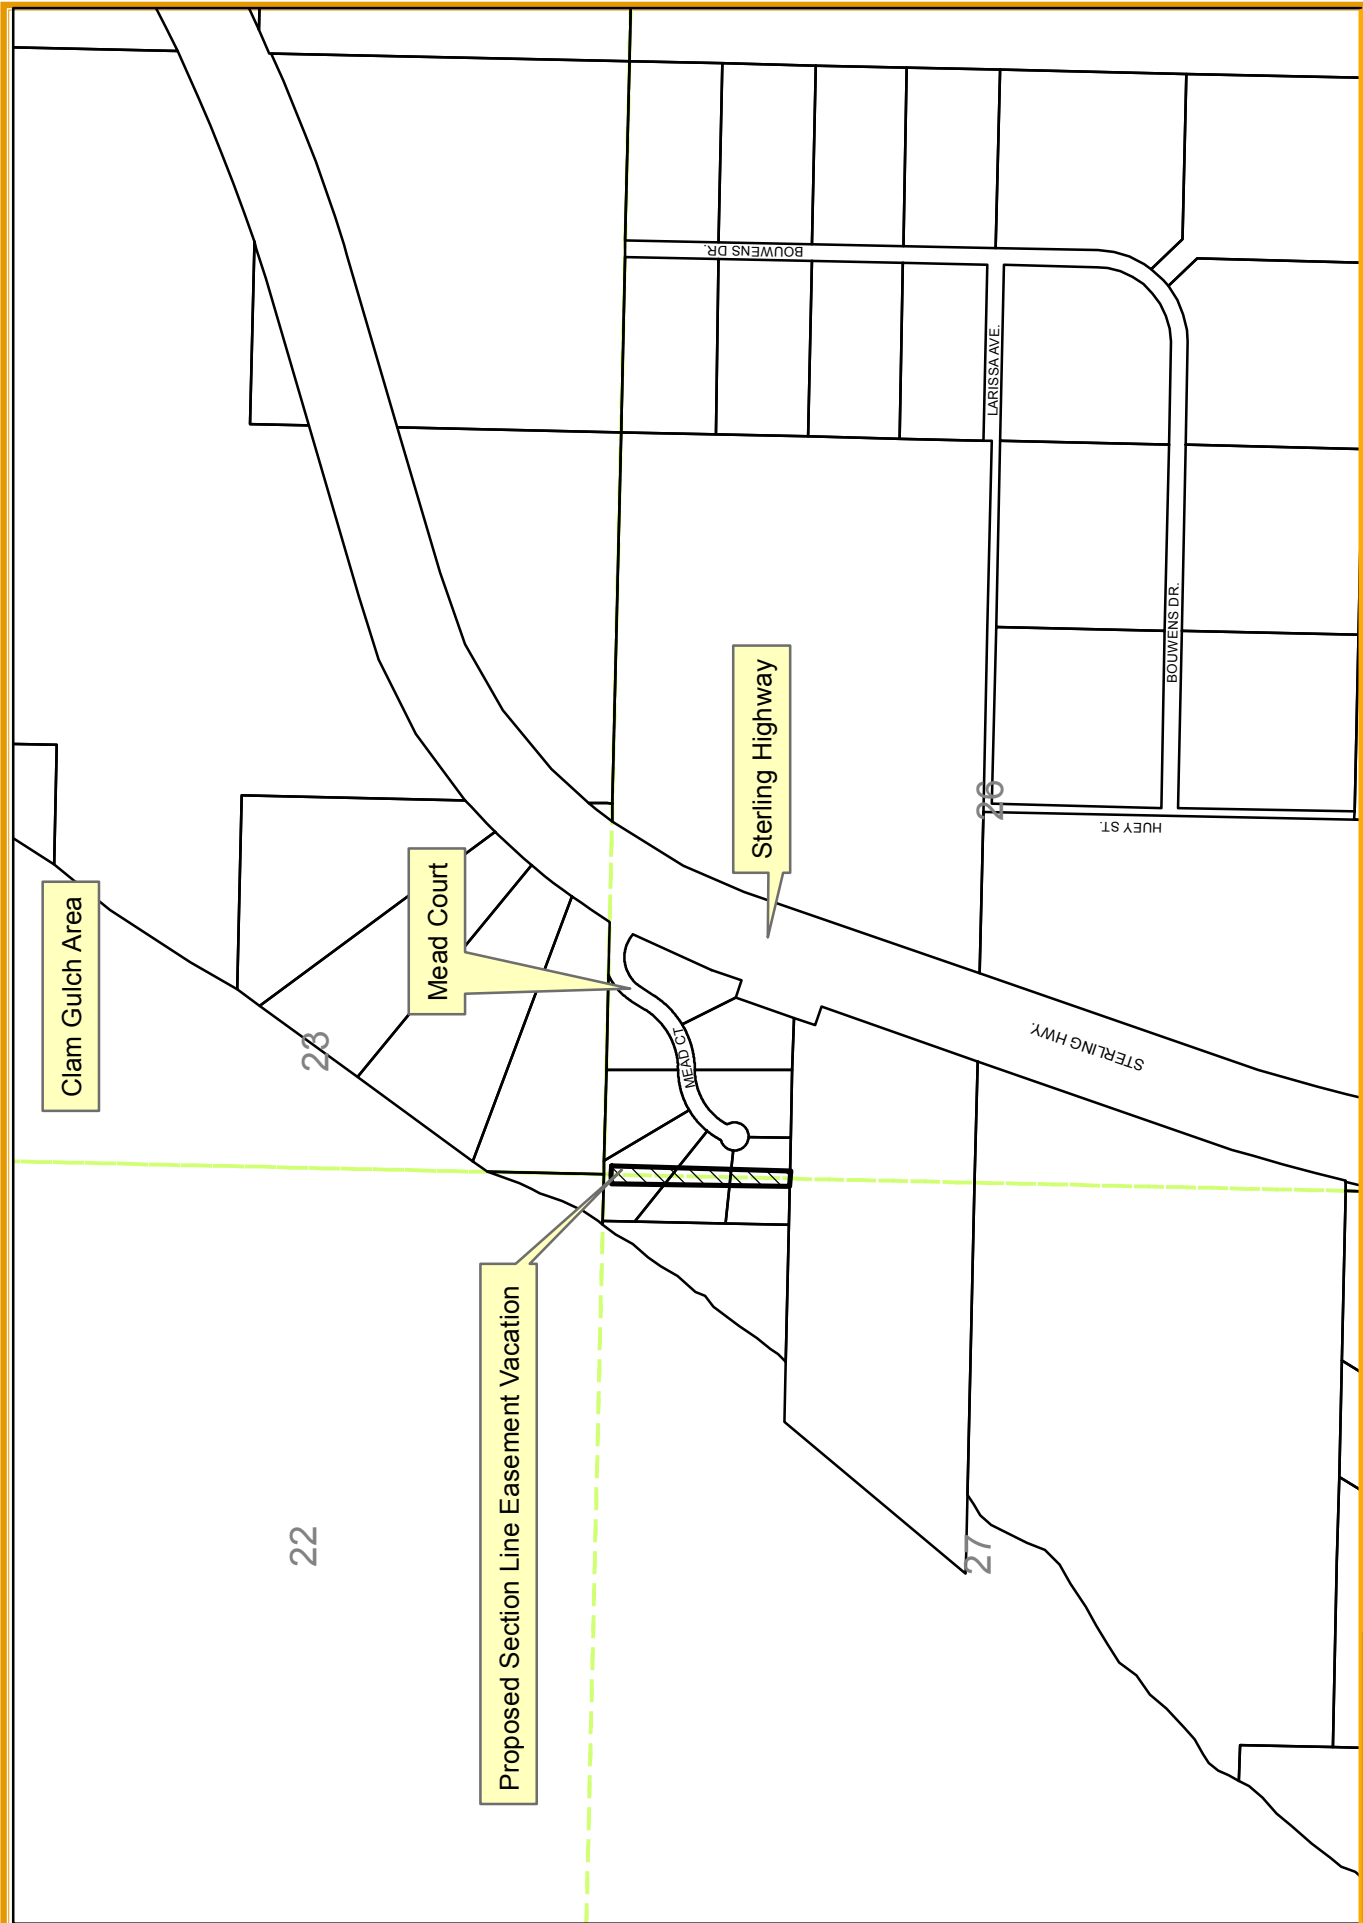 Clam Gulch Area
Mead Court
Sterling Highway
Proposed Section Line Easement Vacation
22
23
26
27
BOUWENS DR.
LARISSA AVE.
BOUWENS DR.
HUEY ST.
MEAD CT
STERLING HWY.